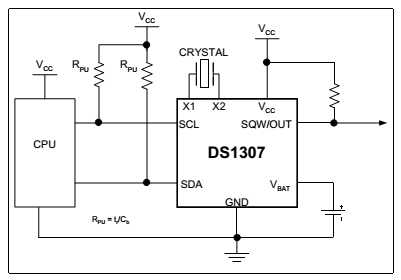 VCC
VCC
VCC
CRYSTAL
RPU
RPU
X1
X2
VCC
SCL
SQW/OUT
CPU
DS1307
SDA
VBAT
GND
RPU = tr/Cb